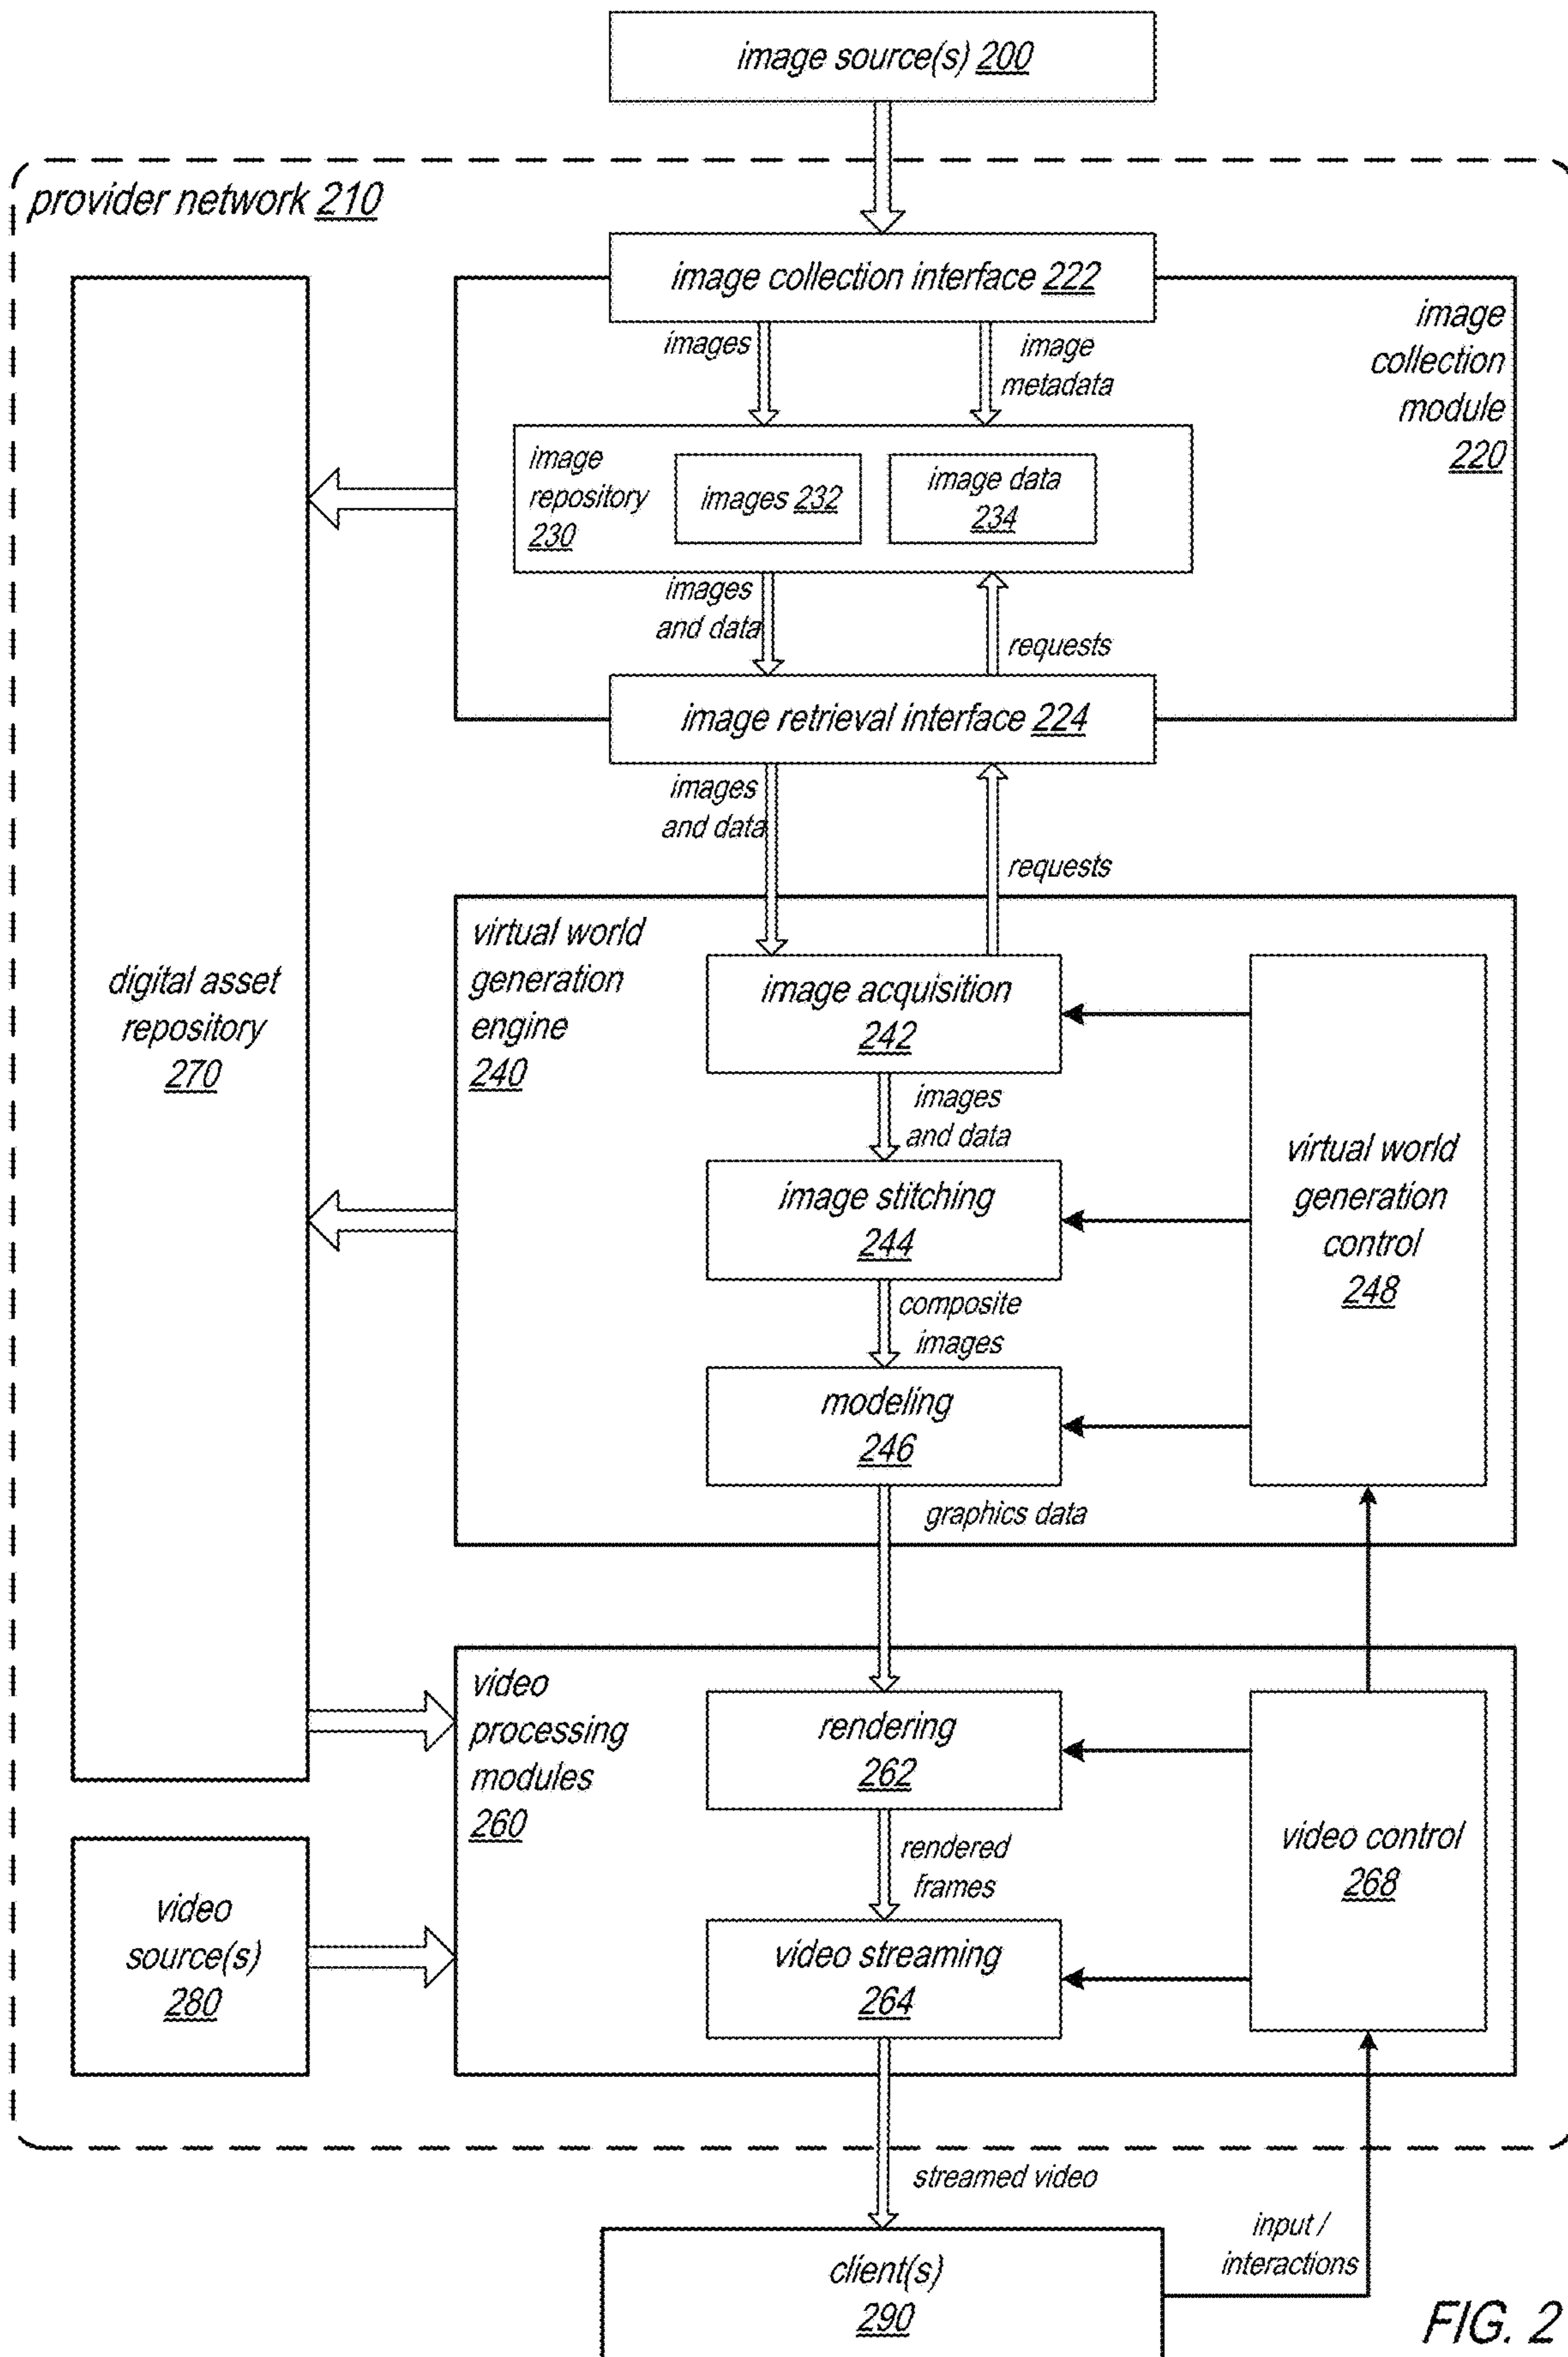 image source(s) 200
provider network 210
image collection interface 222
image
collection
module
220
images
image
metadata
image
repository
230
images 232
image data
234
images
and data
requests
image retrieval interface 224
images
and data
requests
digital asset
repository
270
virtual world
generation
engine
240
image acquisition
242
images
and data
image stitching
244
composite
images
modeling
246
graphics data
virtual world
generation
control
248
video
processing
modules
260
rendering
262
rendered
frames
video streaming
264
video control
268
video
source(s)
280
streamed video
input /
interactions
client(s)
290
FIG. 2